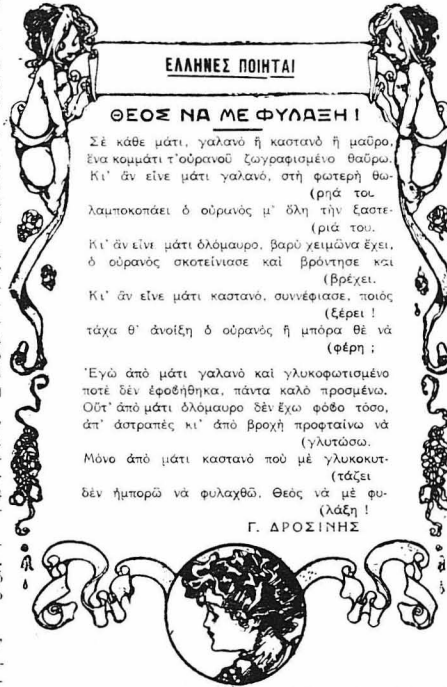 ΕΛΛΗΝΕΣ ΠΟΙΗΤΑΙ
ΘΕΟΣ ΝΑ ΜΕ ΦΥΛΑΞΗ !
Σὲ κάθε μάτι, γαλανὸ ἢ καστανὸ ἢ μαῦρο,
ἕνα κομμάτι τ' οὐρανοῦ ζωγραφισμένο θαὔρω.
Κι' ἂν εἶνε μάτι γαλανό, στὴ φωτερὴ θω-
(ρηά του
λαμποκοπάει ὁ οὐρανὸς μ' ὅλη τὴν ξαστε-
(ριά του.
Κι' ἂν εἶνε μάτι ὁλόμαυρο, βαρὺ χειμῶνα ἔχει,
ὁ οὐρανὸς σκοτείνιασε καὶ βρόντησε καὶ
(βρέχει.
Κι' ἂν εἶνε μάτι καστανό, συννέφιασε, ποιός
(ξέρει !
τάχα θ' ἀνοίξη ὁ οὐρανὸς ἢ μπόρα θὲ νὰ
(φέρη ;
Ἐγὼ ἀπὸ μάτι γαλανὸ καὶ γλυκοφωτισμένο
ποτὲ δὲν ἐφοβήθηκα, πάντα καλὸ προσμένω.
Οὔτ' ἀπὸ μάτι ὁλόμαυρο δὲν ἔχω φόβο τόσο,
ἀπ' ἀστραπὲς κι' ἀπὸ βροχὴ προφταίνω νὰ
(γλυτώσω.
Μόνο ἀπὸ μάτι καστανὸ ποὺ μὲ γλυκοκυτ-
(τάζει
δὲν ἠμπορῶ νὰ φυλαχθῶ, Θεὸς νὰ μὲ φυ-
(λάξη !
Γ. ΔΡΟΣΙΝΗΣ